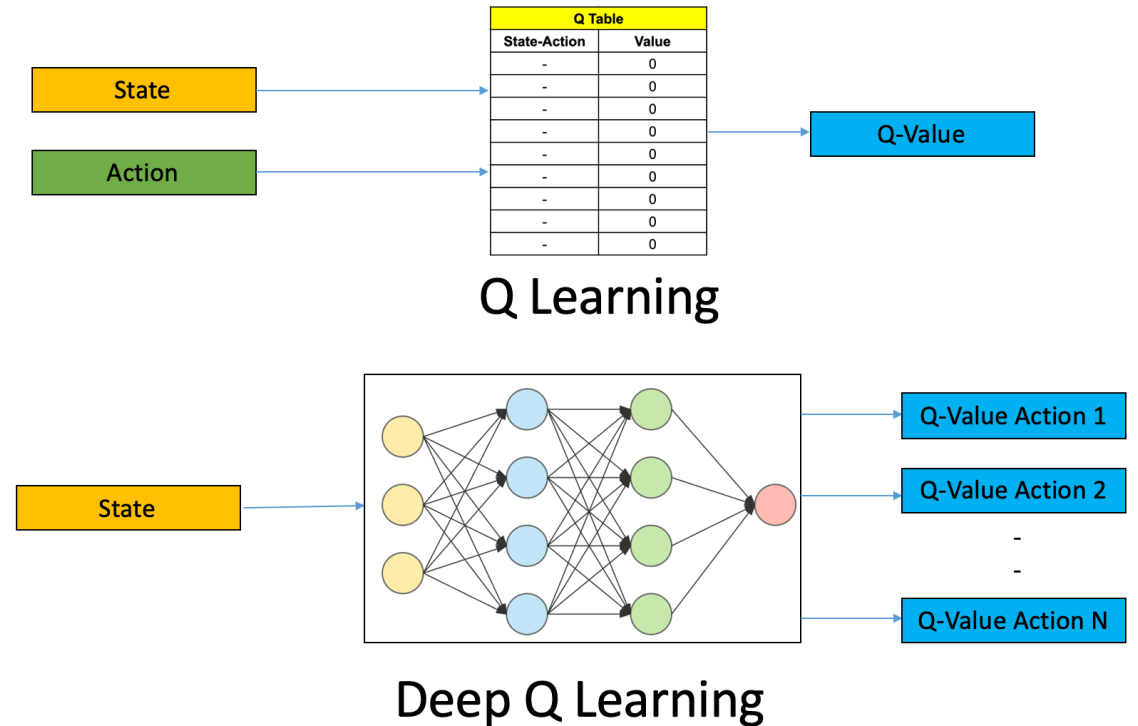 Q Table
State-Action Value
- 0
- 0
- 0
- 0
- 0
- 0
- 0
- 0
- 0
State
Action
Q-Value
Q Learning
State
Q-Value Action 1
Q-Value Action 2
-
-
Q-Value Action N
Deep Q Learning